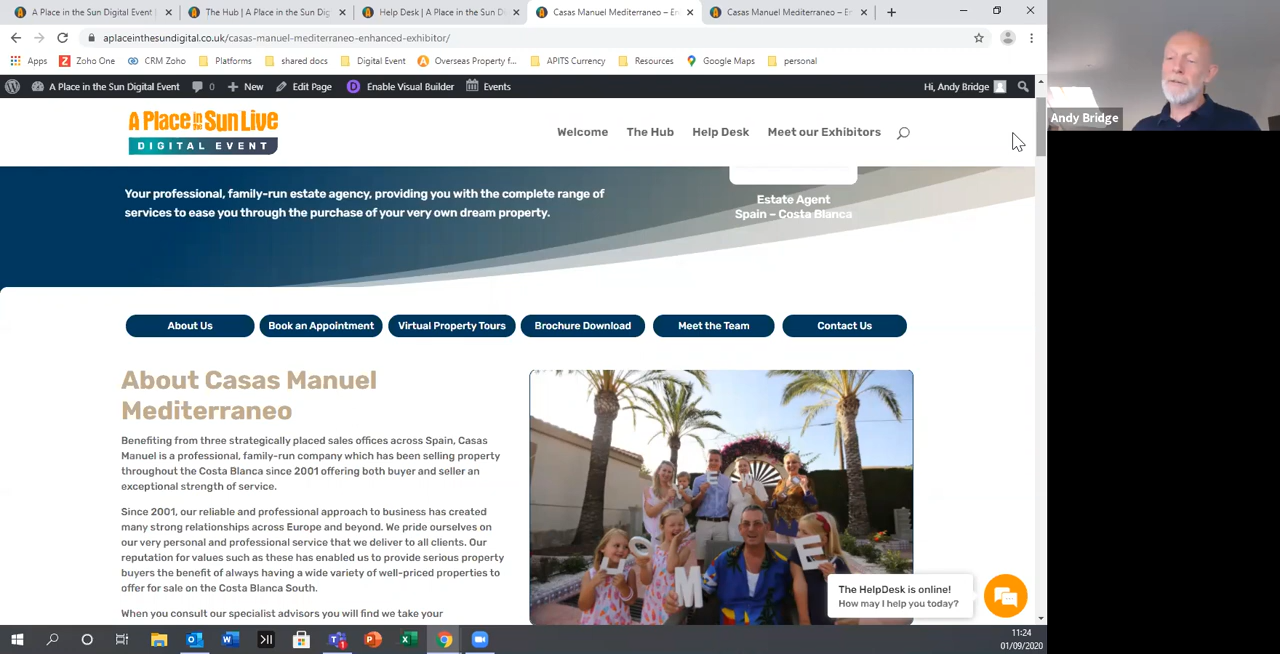 A Place in the Sun Digital Event |
The Hub | A Place in the Sun Dig
Help Desk | A Place in the Sun D
Casas Manuel Mediterraneo – En
Casas Manuel Mediterraneo – E
aplaceinthesundigital.co.uk/casas-manuel-mediterraneo-enhanced-exhibitor/
Apps
Zoho One
CRM Zoho
Platforms
shared docs
Digital Event
Overseas Property f...
APITS Currency
Resources
Google Maps
personal
A Place in the Sun Digital Event
0
New
Edit Page
Enable Visual Builder
Events
Hi, Andy Bridge
Andy Bridge
A Place in the Sun Live
DIGITAL EVENT
Welcome
The Hub
Help Desk
Meet our Exhibitors
Your professional, family-run estate agency, providing you with the complete range of
services to ease you through the purchase of your very own dream property.
Estate Agent
Spain – Costa Blanca
About Us
Book an Appointment
Virtual Property Tours
Brochure Download
Meet the Team
Contact Us
About Casas Manuel
Mediterraneo
Benefiting from three strategically placed sales offices across Spain, Casas
Manuel is a professional, family-run company which has been selling property
throughout the Costa Blanca since 2001 offering both buyer and seller an
exceptional strength of service.
Since 2001, our reliable and professional approach to business has created
many strong relationships across Europe and beyond. We pride ourselves on
our very personal and professional service that we deliver to all clients. Our
reputation for values such as these has enabled us to provide serious property
buyers the benefit of always having a wide variety of well-priced properties to
offer for sale on the Costa Blanca South.
When you consult our specialist advisors you will find we take your
The HelpDesk is online!
How may I help you today?
11:24
01/09/2020